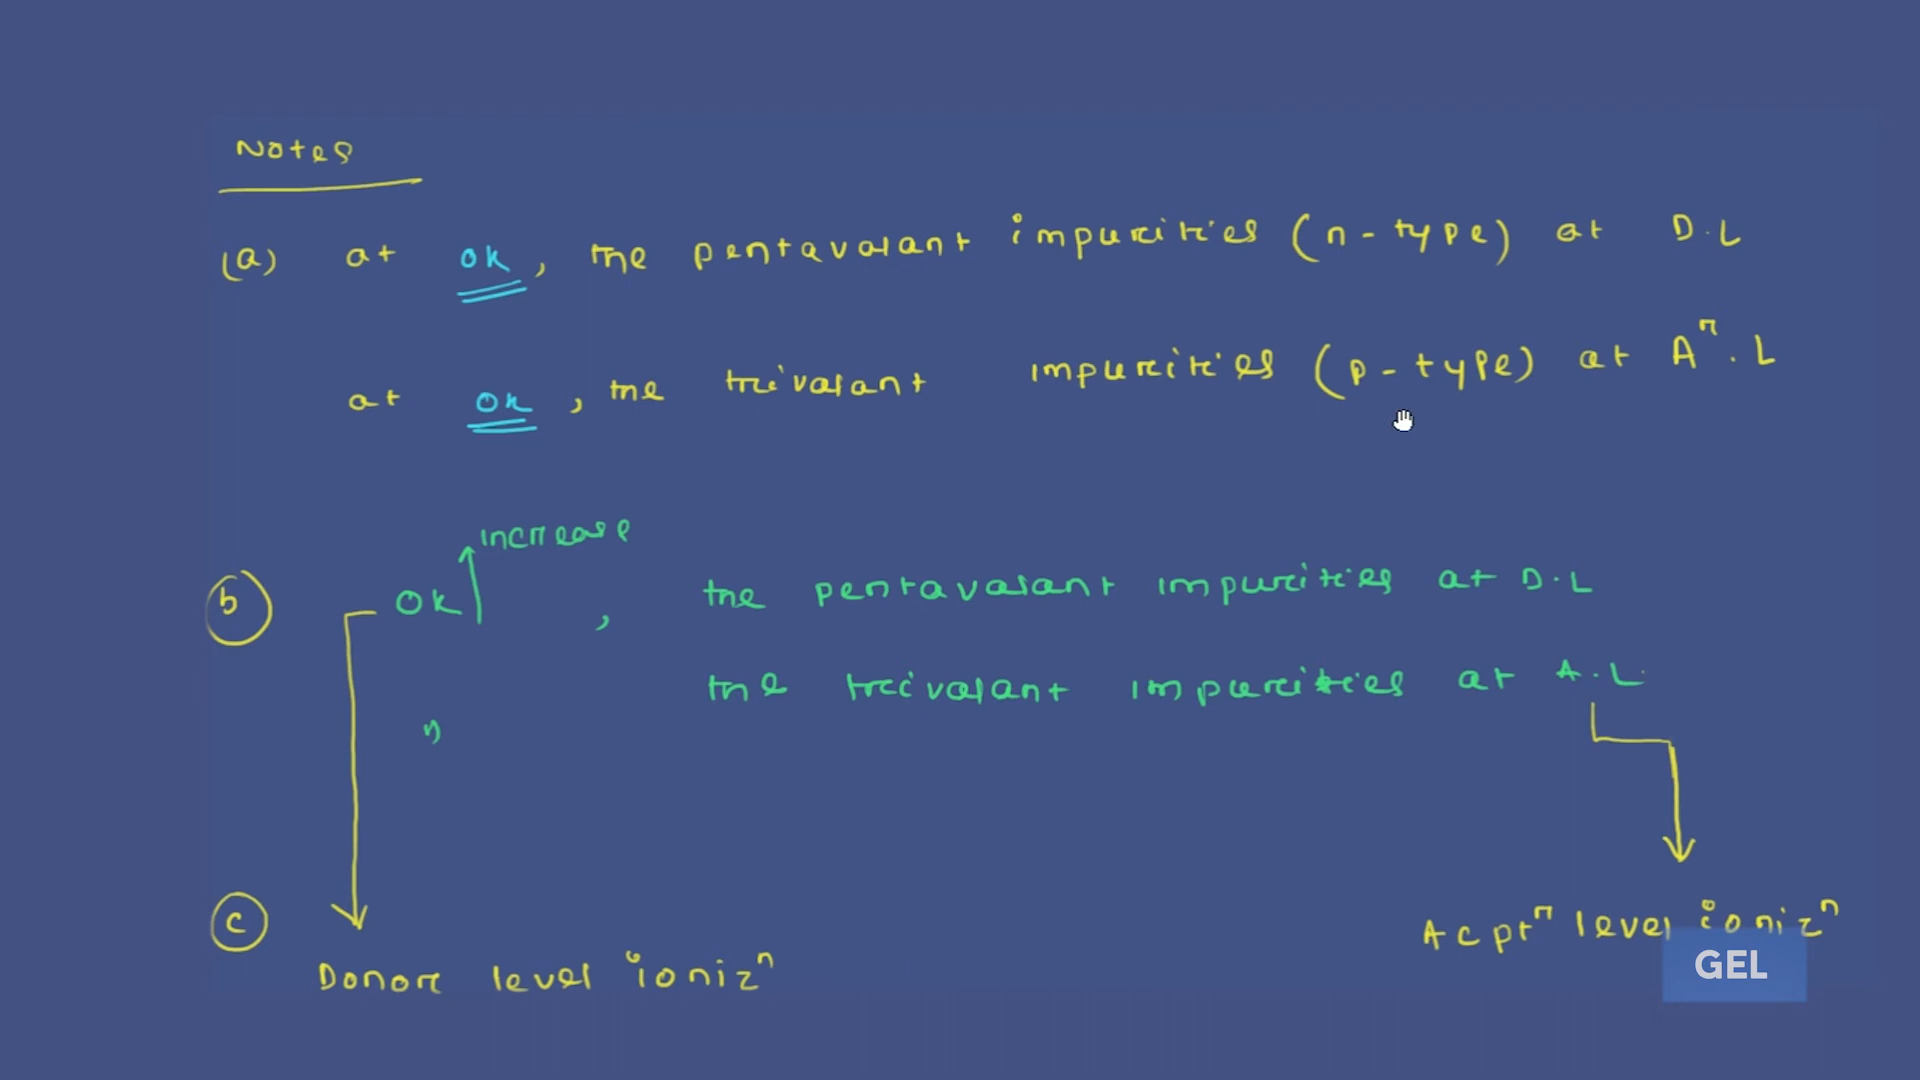 Notes
(a) at 0k, the pentavalant impurities (n-type) at D.L
at 0k, the trivalant impurities (p-type) at Aⁿ.L
increase
b 0k , the pentavalant impurities at D.L
the trivalant impurities at A.L.
c Acptⁿ level ionizⁿ
Donor level ionizⁿ
GEL